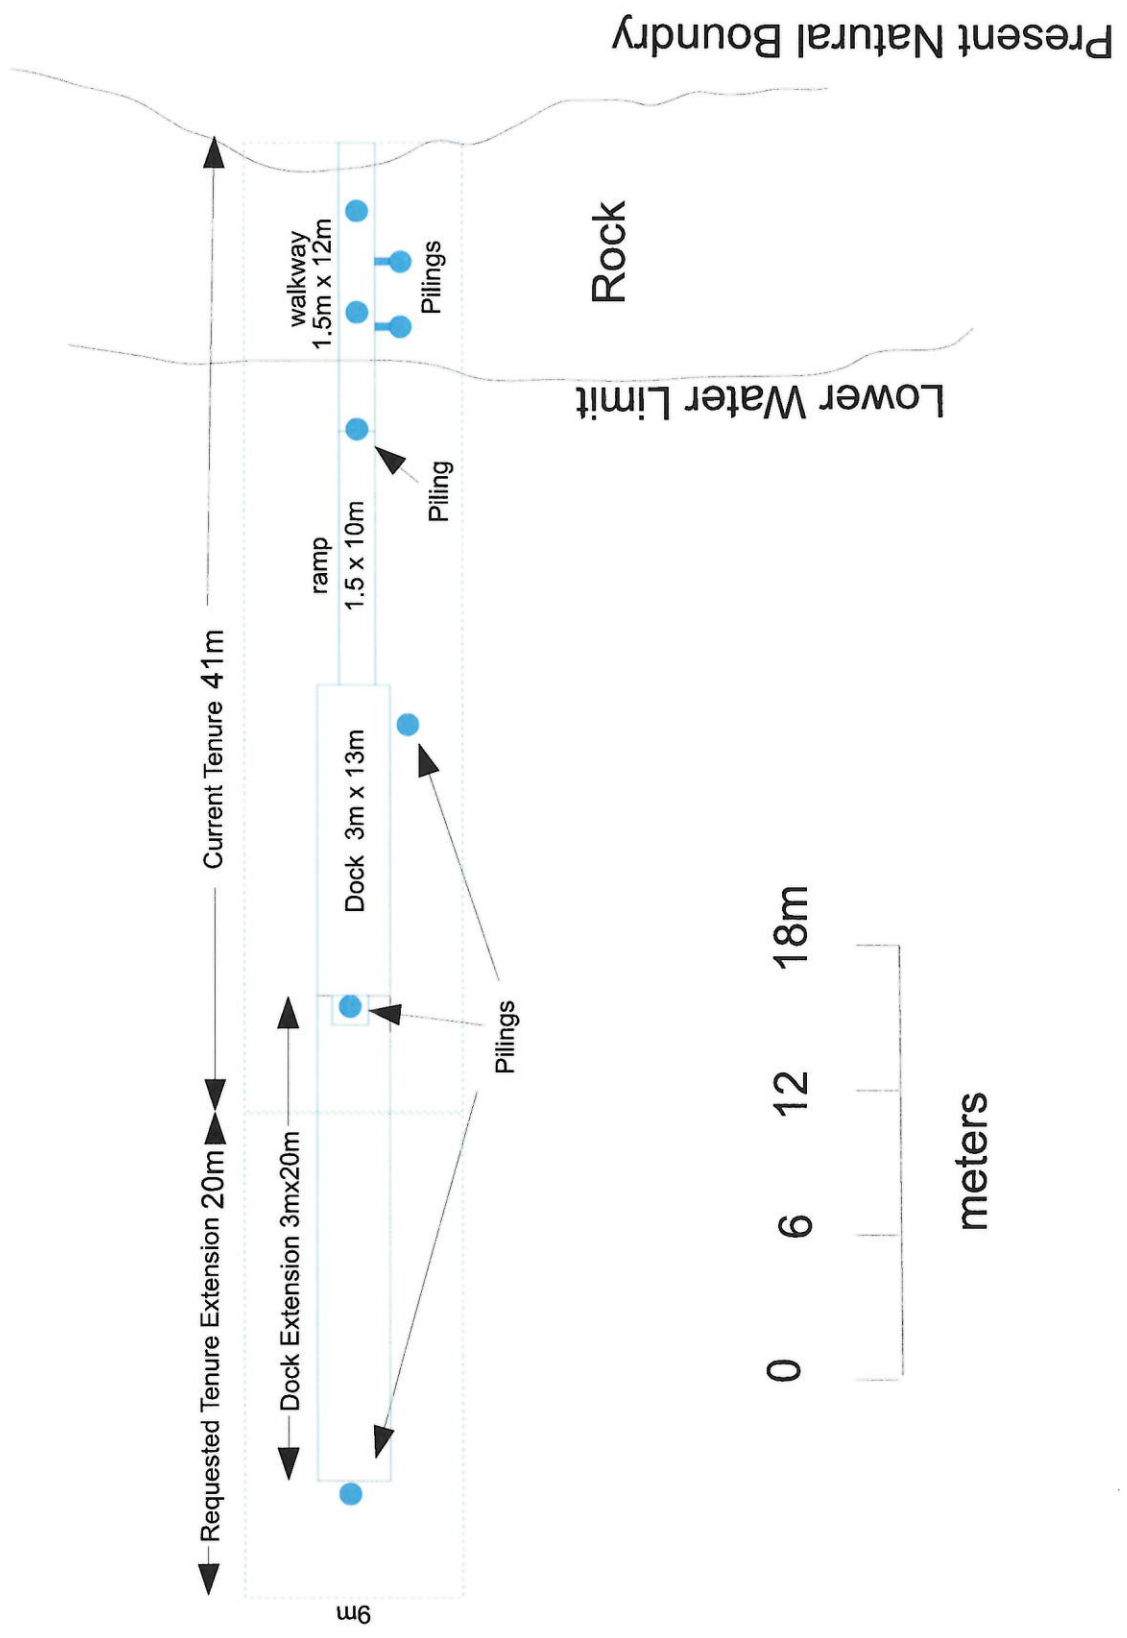 Present Natural Boundry
walkway
1.5m x 12m
Pilings
Rock
Lower Water Limit
Piling
ramp
1.5 x 10m
Current Tenure 41m
Dock 3m x 13m
Pilings
Requested Tenure Extension 20m
Dock Extension 3mx20m
9m
0 6 12 18m
meters